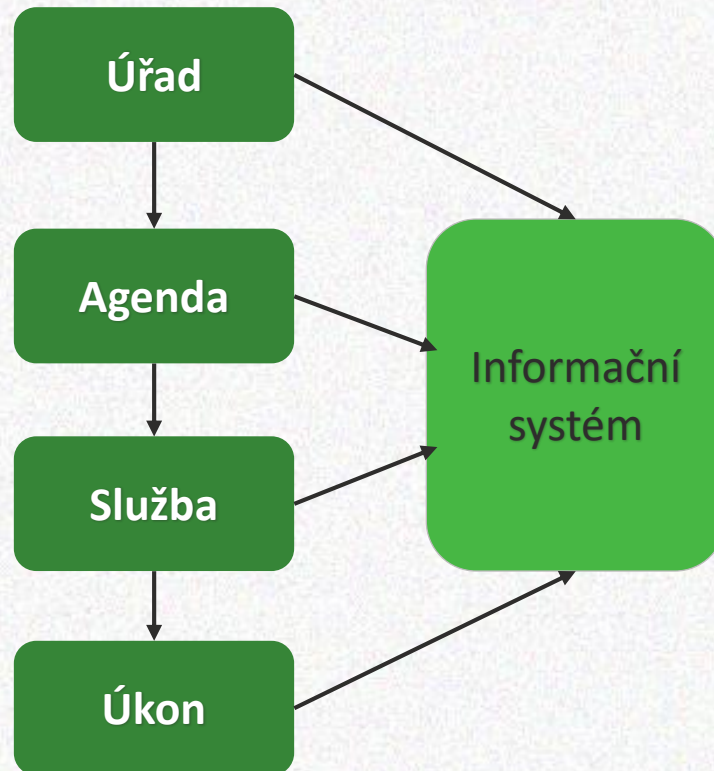 Úřad
Agenda
Informační
systém
Služba
Úkon